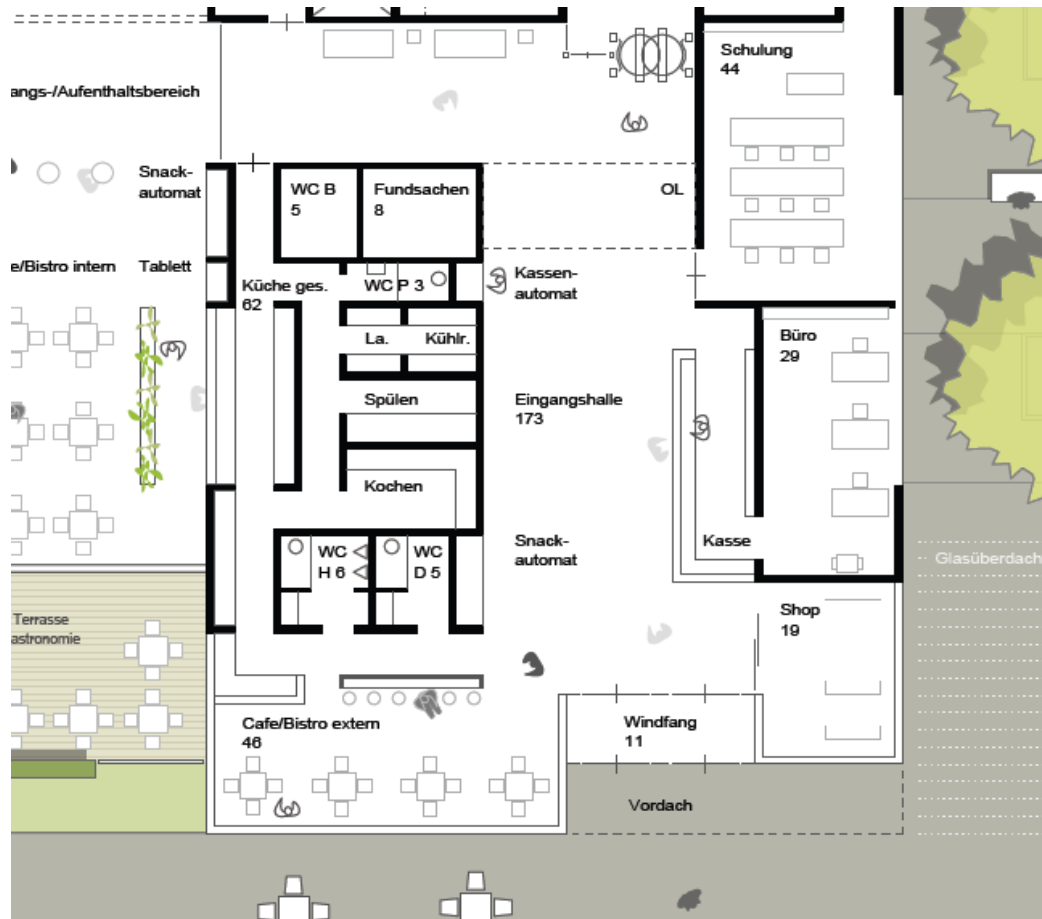 Schulung
44
angs-/Aufenthaltsbereich
Snack-
automat
WC B
5
Fundsachen
8
OL
e/Bistro intern
Tablett
Küche ges.
62
WC P 3
Kassen-
automat
La.
Kühlr.
Büro
29
Spülen
Eingangshalle
173
Kochen
WC
H 6
WC
D 5
Snack-
automat
Kasse
Glasüberdach
Terrasse
astronomie
Shop
19
Cafe/Bistro extern
46
Windfang
11
Vordach